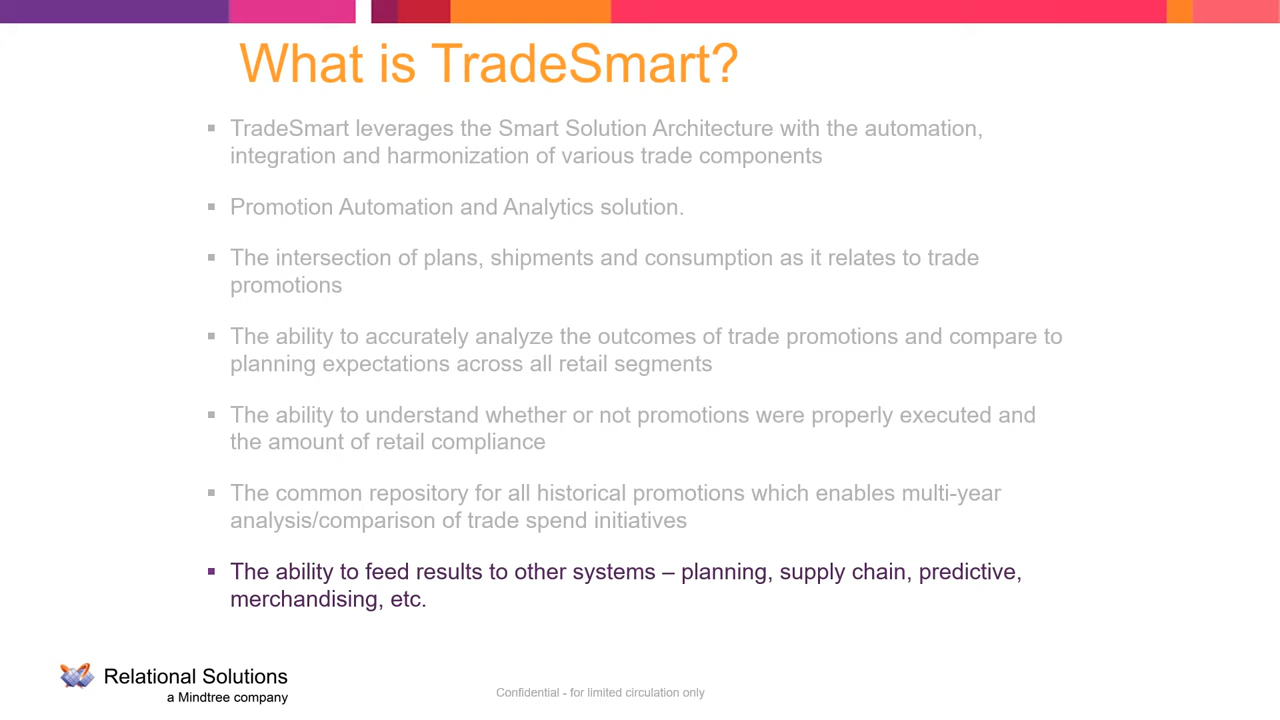 What is TradeSmart?
▪ TradeSmart leverages the Smart Solution Architecture with the automation,
integration and harmonization of various trade components
▪ Promotion Automation and Analytics solution.
▪ The intersection of plans, shipments and consumption as it relates to trade
promotions
▪ The ability to accurately analyze the outcomes of trade promotions and compare to
planning expectations across all retail segments
▪ The ability to understand whether or not promotions were properly executed and
the amount of retail compliance
▪ The common repository for all historical promotions which enables multi-year
analysis/comparison of trade spend initiatives
▪ The ability to feed results to other systems – planning, supply chain, predictive,
merchandising, etc.
Relational Solutions
a Mindtree company
Confidential - for limited circulation only